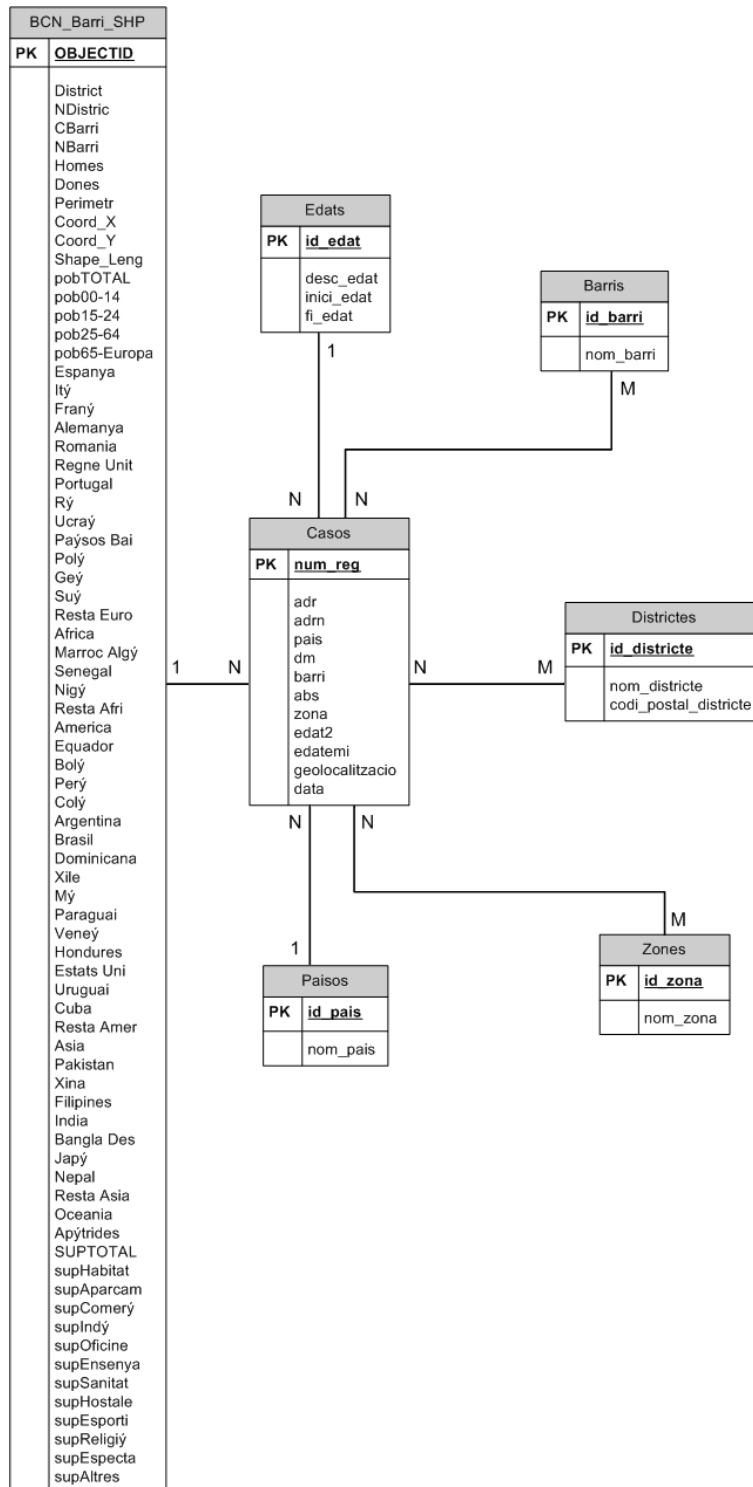 BCN_Barri_SHP
PK OBJECTID
District
NDistric
CBarri
NBarri
Homes
Dones
Perimetr
Coord_X
Coord_Y
Shape_Leng
pobTOTAL
pob00-14
pob15-24
pob25-64
pob65-Europa
Espanya
Itý
Franý
Alemanya
Romania
Regne Unit
Portugal
Rý
Ucraý
Paýsos Bai
Polý
Geý
Suý
Resta Euro
Africa
Marroc Algý
Senegal
Nigý
Resta Afri
America
Equador
Bolý
Perý
Colý
Argentina
Brasil
Dominicana
Xile
Mý
Paraguai
Veneý
Hondures
Estats Uni
Uruguai
Cuba
Resta Amer
Asia
Pakistan
Xina
Filipines
India
Bangla Des
Japý
Nepal
Resta Asia
Oceania
Apýtrides
SUPTOTAL
supHabitat
supAparcam
supComerý
supIndý
supOficine
supEnsenya
supSanitat
supHostale
supEsporti
supReligiý
supEspecta
supAltres
1 N
Edats
PK id_edat
desc_edat
inici_edat
fi_edat
1
N
Barris
PK id_barri
nom_barri
M
N
Casos
PK num_reg
adr
adrn
pais
dm
barri
abs
zona
edat2
edatemi
geolocalitzacio
data
N M
Districtes
PK id_districte
nom_districte
codi_postal_districte
N
1
Paisos
PK id_pais
nom_pais
N
M
Zones
PK id_zona
nom_zona